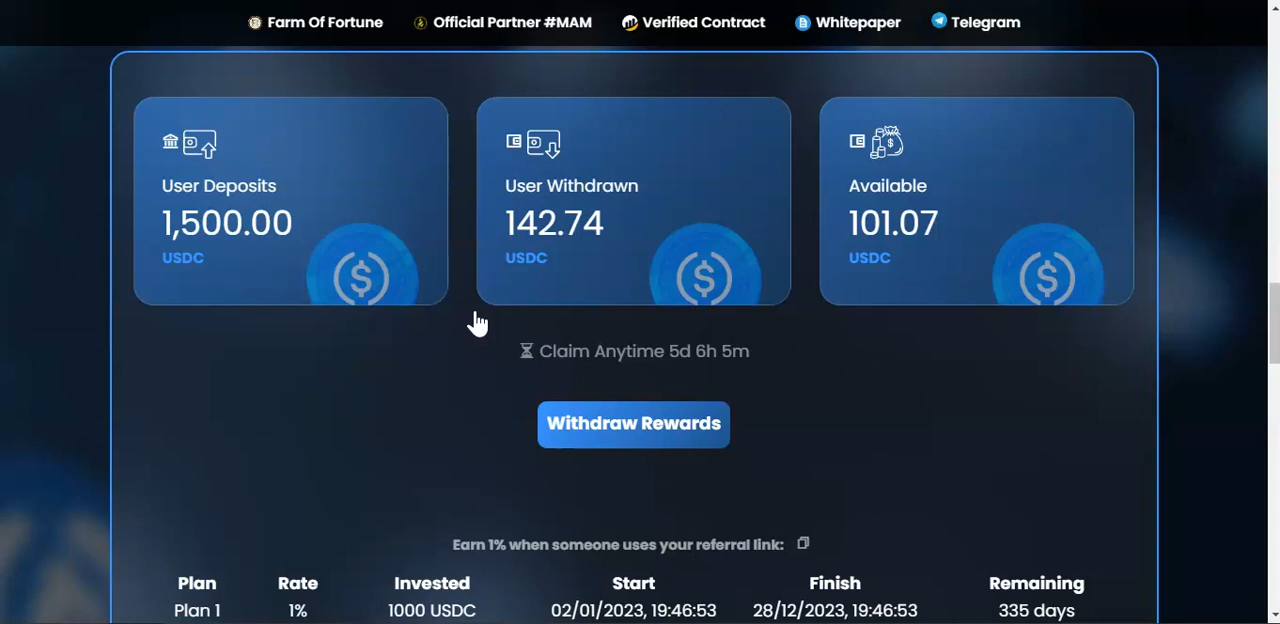 Farm Of Fortune Official Partner #MAM Verified Contract Whitepaper Telegram
User Deposits User Withdrawn Available
1,500.00 142.74 101.07
USDC USDC USDC
Claim Anytime 5d 6h 5m
Withdraw Rewards
Earn 1% when someone uses your referral link:
Plan Rate Invested Start Finish Remaining
Plan 1 1% 1000 USDC 02/01/2023, 19:46:53 28/12/2023, 19:46:53 335 days